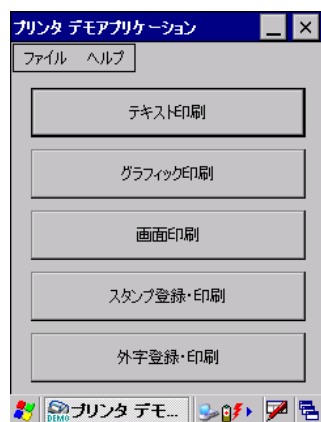 プリンタ デモアプリケーション
ファイル ヘルプ
テキスト印刷
グラフィック印刷
画面印刷
スタンプ登録・印刷
外字登録・印刷
DEMO プリンタ デモ...